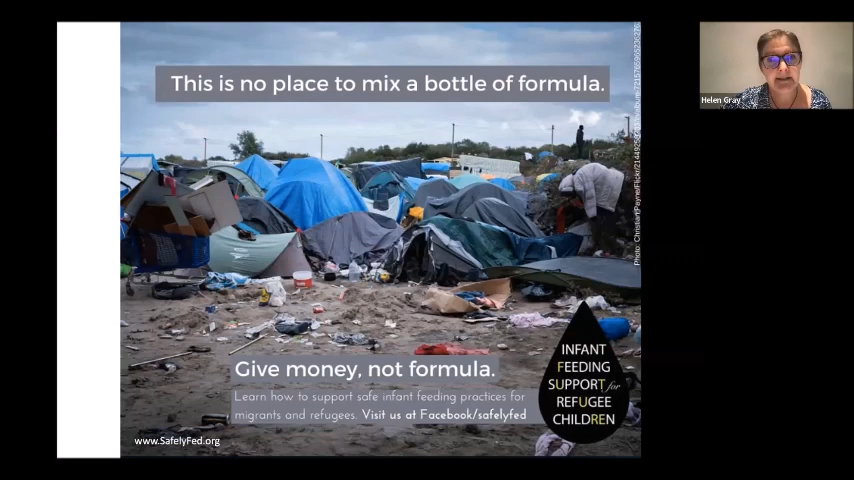 This is no place to mix a bottle of formula.
Helen Gray
Give money, not formula.
Learn how to support safe infant feeding practices for
migrants and refugees. Visit us at Facebook/safelyfed
INFANT
FEEDING
SUPPORT for
REFUGEE
CHILDREN
www.SafelyFed.org